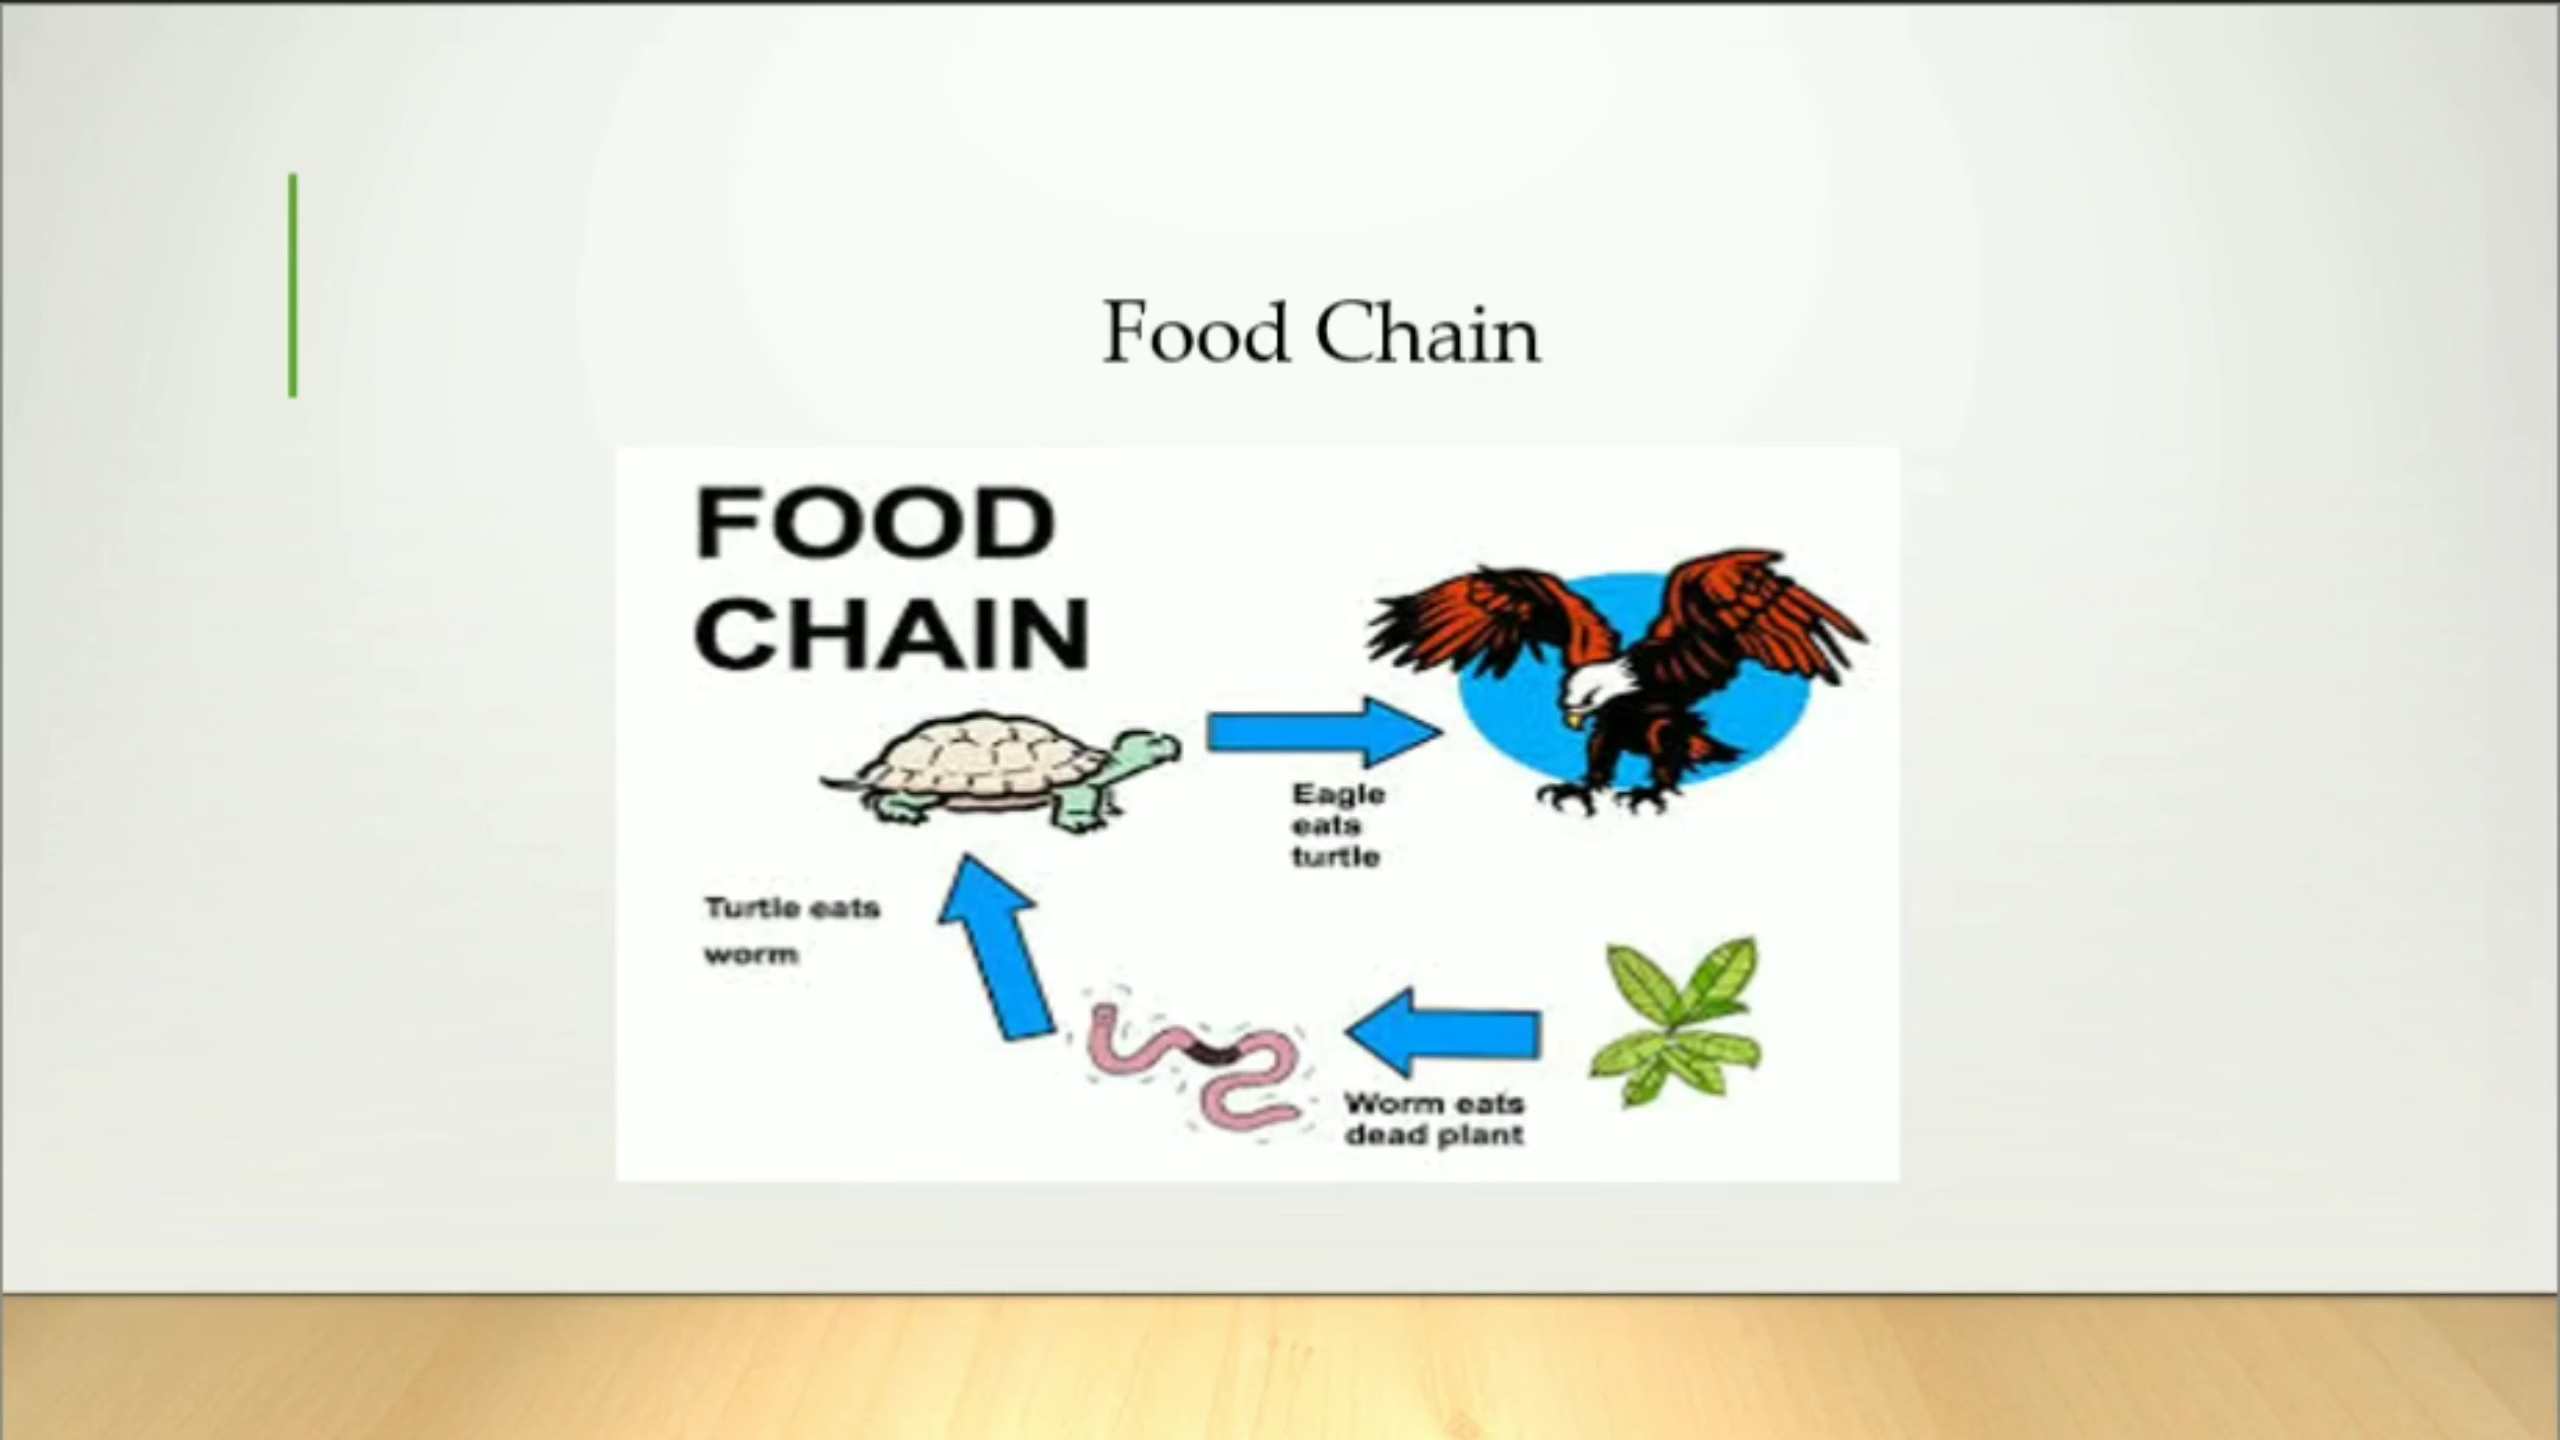 Food Chain
FOOD
CHAIN
Eagle
eats
turtle
Turtle eats
worm
Worm eats
dead plant